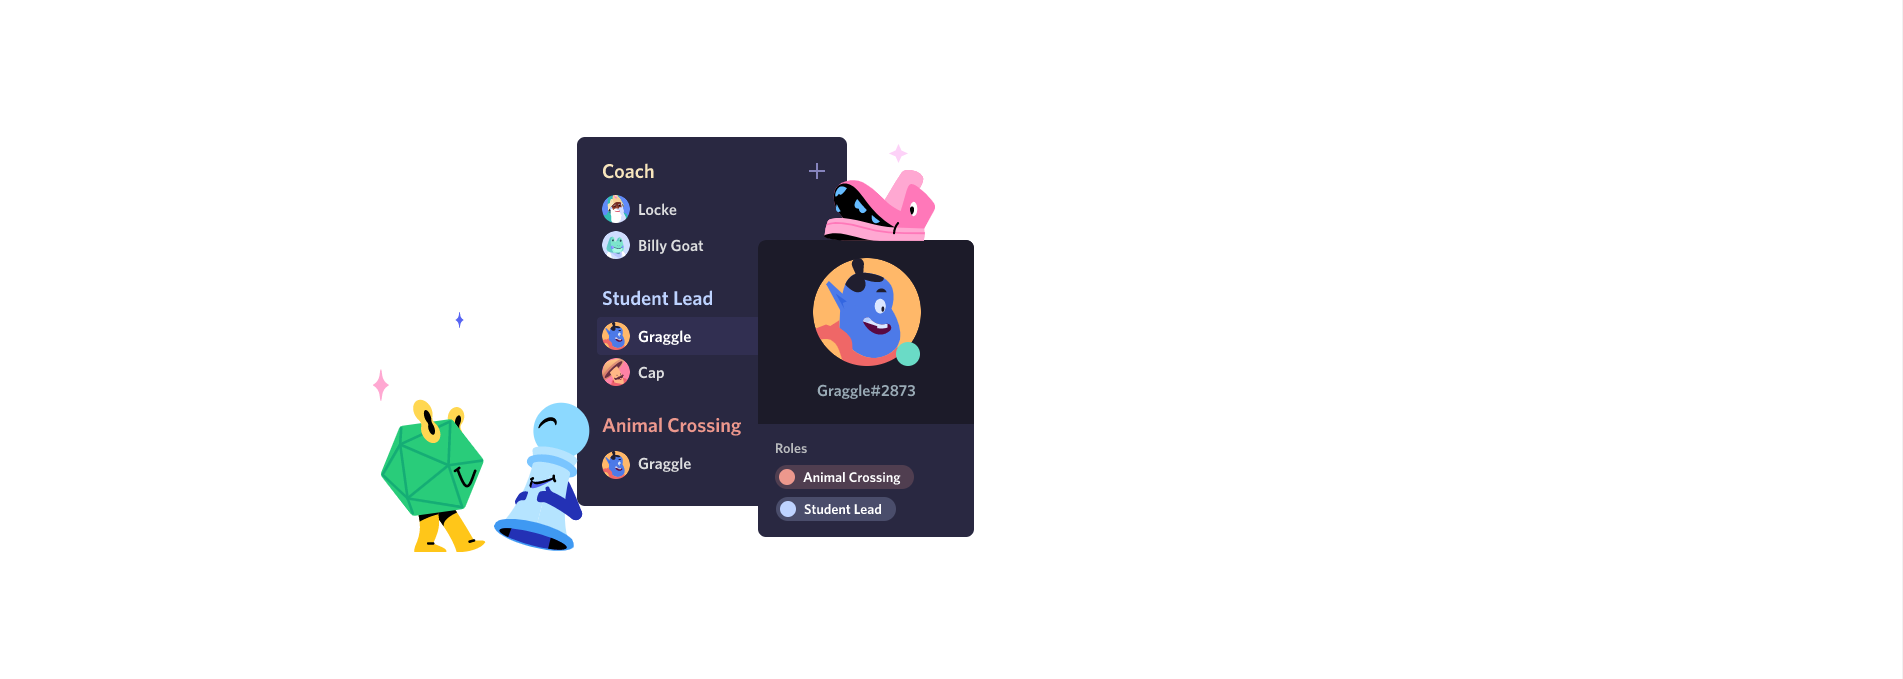 Coach
Locke
Billy Goat
Student Lead
Graggle
Cap
Animal Crossing
Graggle
Graggle#2873
Roles
Animal Crossing
Student Lead